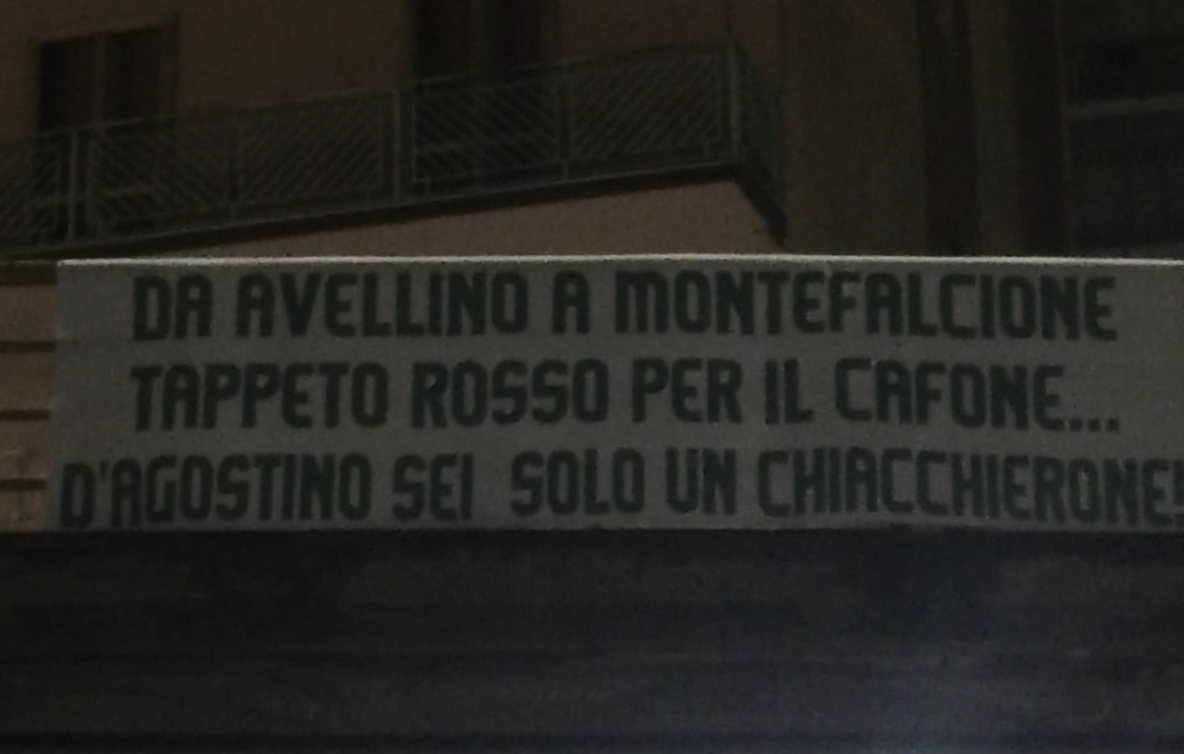 DA AVELLINO A MONTEFALCIONE
TAPPETO ROSSO PER IL CAFONE...
D'AGOSTINO SEI SOLO UN CHIACCHIERONE!